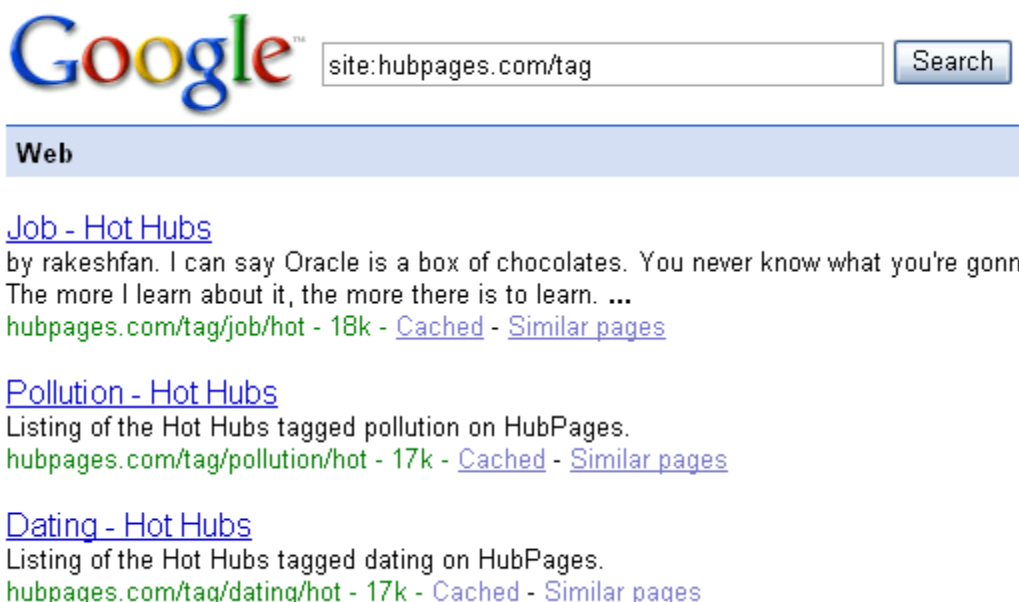 Google™
site:hubpages.com/tag
Search
Web
Job - Hot Hubs
by rakeshfan. I can say Oracle is a box of chocolates. You never know what you're gonn
The more I learn about it, the more there is to learn. ...
hubpages.com/tag/job/hot - 18k - Cached - Similar pages
Pollution - Hot Hubs
Listing of the Hot Hubs tagged pollution on HubPages.
hubpages.com/tag/pollution/hot - 17k - Cached - Similar pages
Dating - Hot Hubs
Listing of the Hot Hubs tagged dating on HubPages.
hubpages.com/tag/dating/hot - 17k - Cached - Similar pages